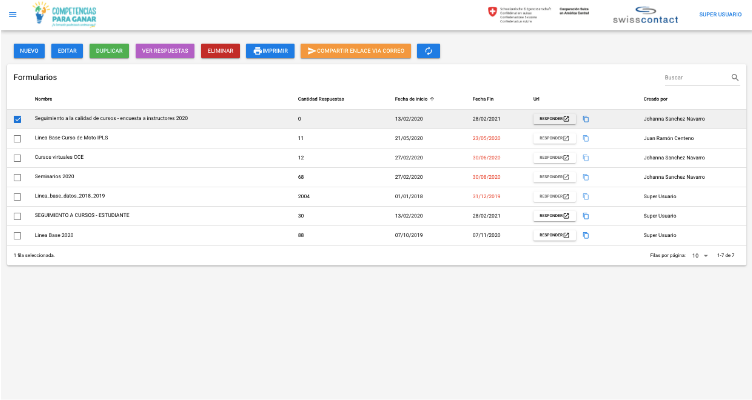 COMPETENCIAS
PARA GANAR
swisscontact
SUPER USUARIO
NUEVO EDITAR DUPLICAR VER RESPUESTAS ELIMINAR IMPRIMIR COMPARTIR ENLACE VIA CORREO
Formularios
Buscar
Nombre Cantidad Respuestas Fecha de inicio Fecha Fin Url Creado por
Seguimiento a la calidad de cursos - encuesta a instructores 2020 0 13/02/2020 28/02/2021 RESPONDER Johanna Sanchez Navarro
Linea Base Curso de Moto IPLS 11 21/05/2020 23/05/2020 RESPONDER Juan Ramón Centeno
Cursos virtuales CCE 12 27/02/2020 30/06/2020 RESPONDER Johanna Sanchez Navarro
Seminarios 2020 68 27/02/2020 30/08/2020 RESPONDER Johanna Sanchez Navarro
Linea_base_datos_2018_2019 2004 01/01/2018 31/12/2019 RESPONDER Super Usuario
SEGUIMIENTO A CURSOS - ESTUDIANTE 30 13/02/2020 28/02/2021 RESPONDER Super Usuario
Linea Base 2020 88 07/10/2019 07/11/2020 RESPONDER Super Usuario
1 fila seleccionada.
Filas por página: 10 1-7 de 7